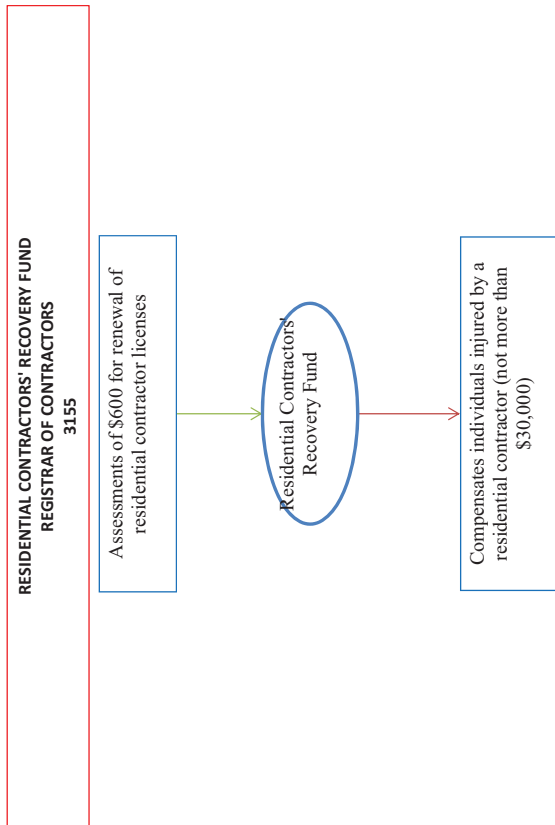 RESIDENTIAL CONTRACTORS' RECOVERY FUND
REGISTRAR OF CONTRACTORS
3155
Assessments of $600 for renewal of
residential contractor licenses
Residential Contractors'
Recovery Fund
Compensates individuals injured by a
residential contractor (not more than
$30,000)